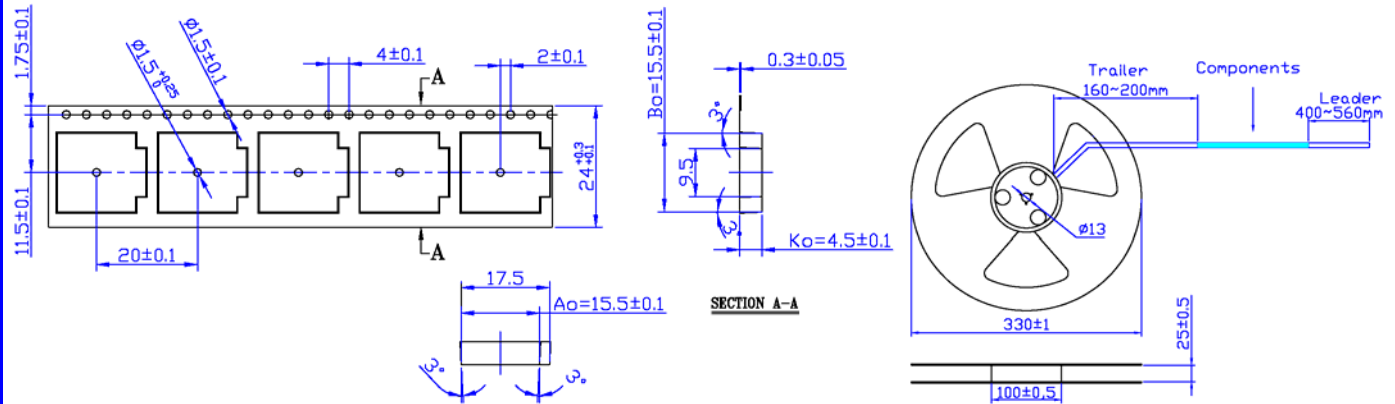 1.75±0.1
11.5±0.1
Ø1.5 +0.25 0
Ø1.5±0.1
4±0.1
2±0.1
A
A
24 +0.3 +0.1
20±0.1
17.5
Ao=15.5±0.1
3°
3°
Bo=15.5±0.1
0.3±0.05
3°
9.5
3°
Ko=4.5±0.1
SECTION A-A
Trailer
160~200mm
Components
Leader
400~560mm
Ø13
330±1
25±0.5
100±0.5